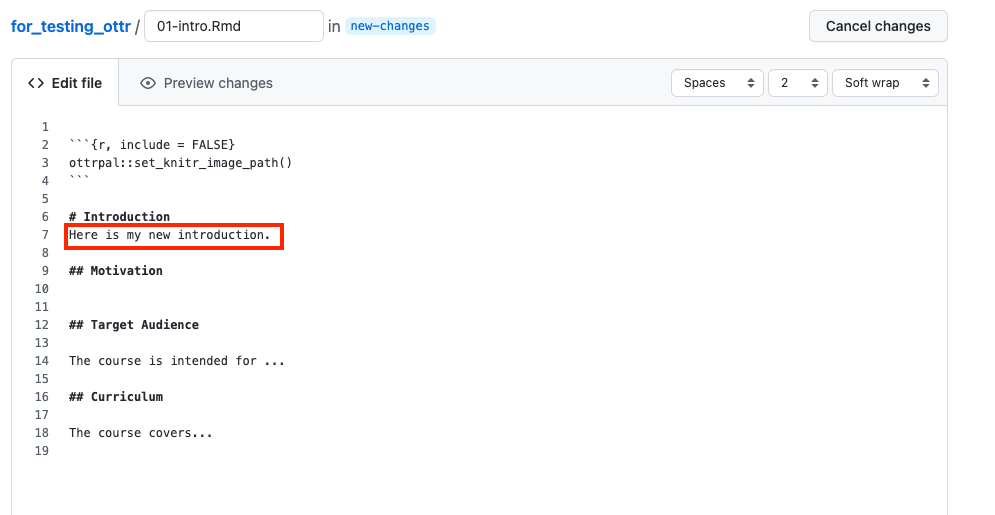 for_testing_ottr / 01-intro.Rmd in new-changes Cancel changes
<> Edit file Preview changes Spaces 2 Soft wrap
1
2 ```{r, include = FALSE}
3 ottrpal::set_knitr_image_path()
4 ```
5
6 # Introduction
7 Here is my new introduction.
8
9 ## Motivation
10
11
12 ## Target Audience
13
14 The course is intended for ...
15
16 ## Curriculum
17
18 The course covers...
19